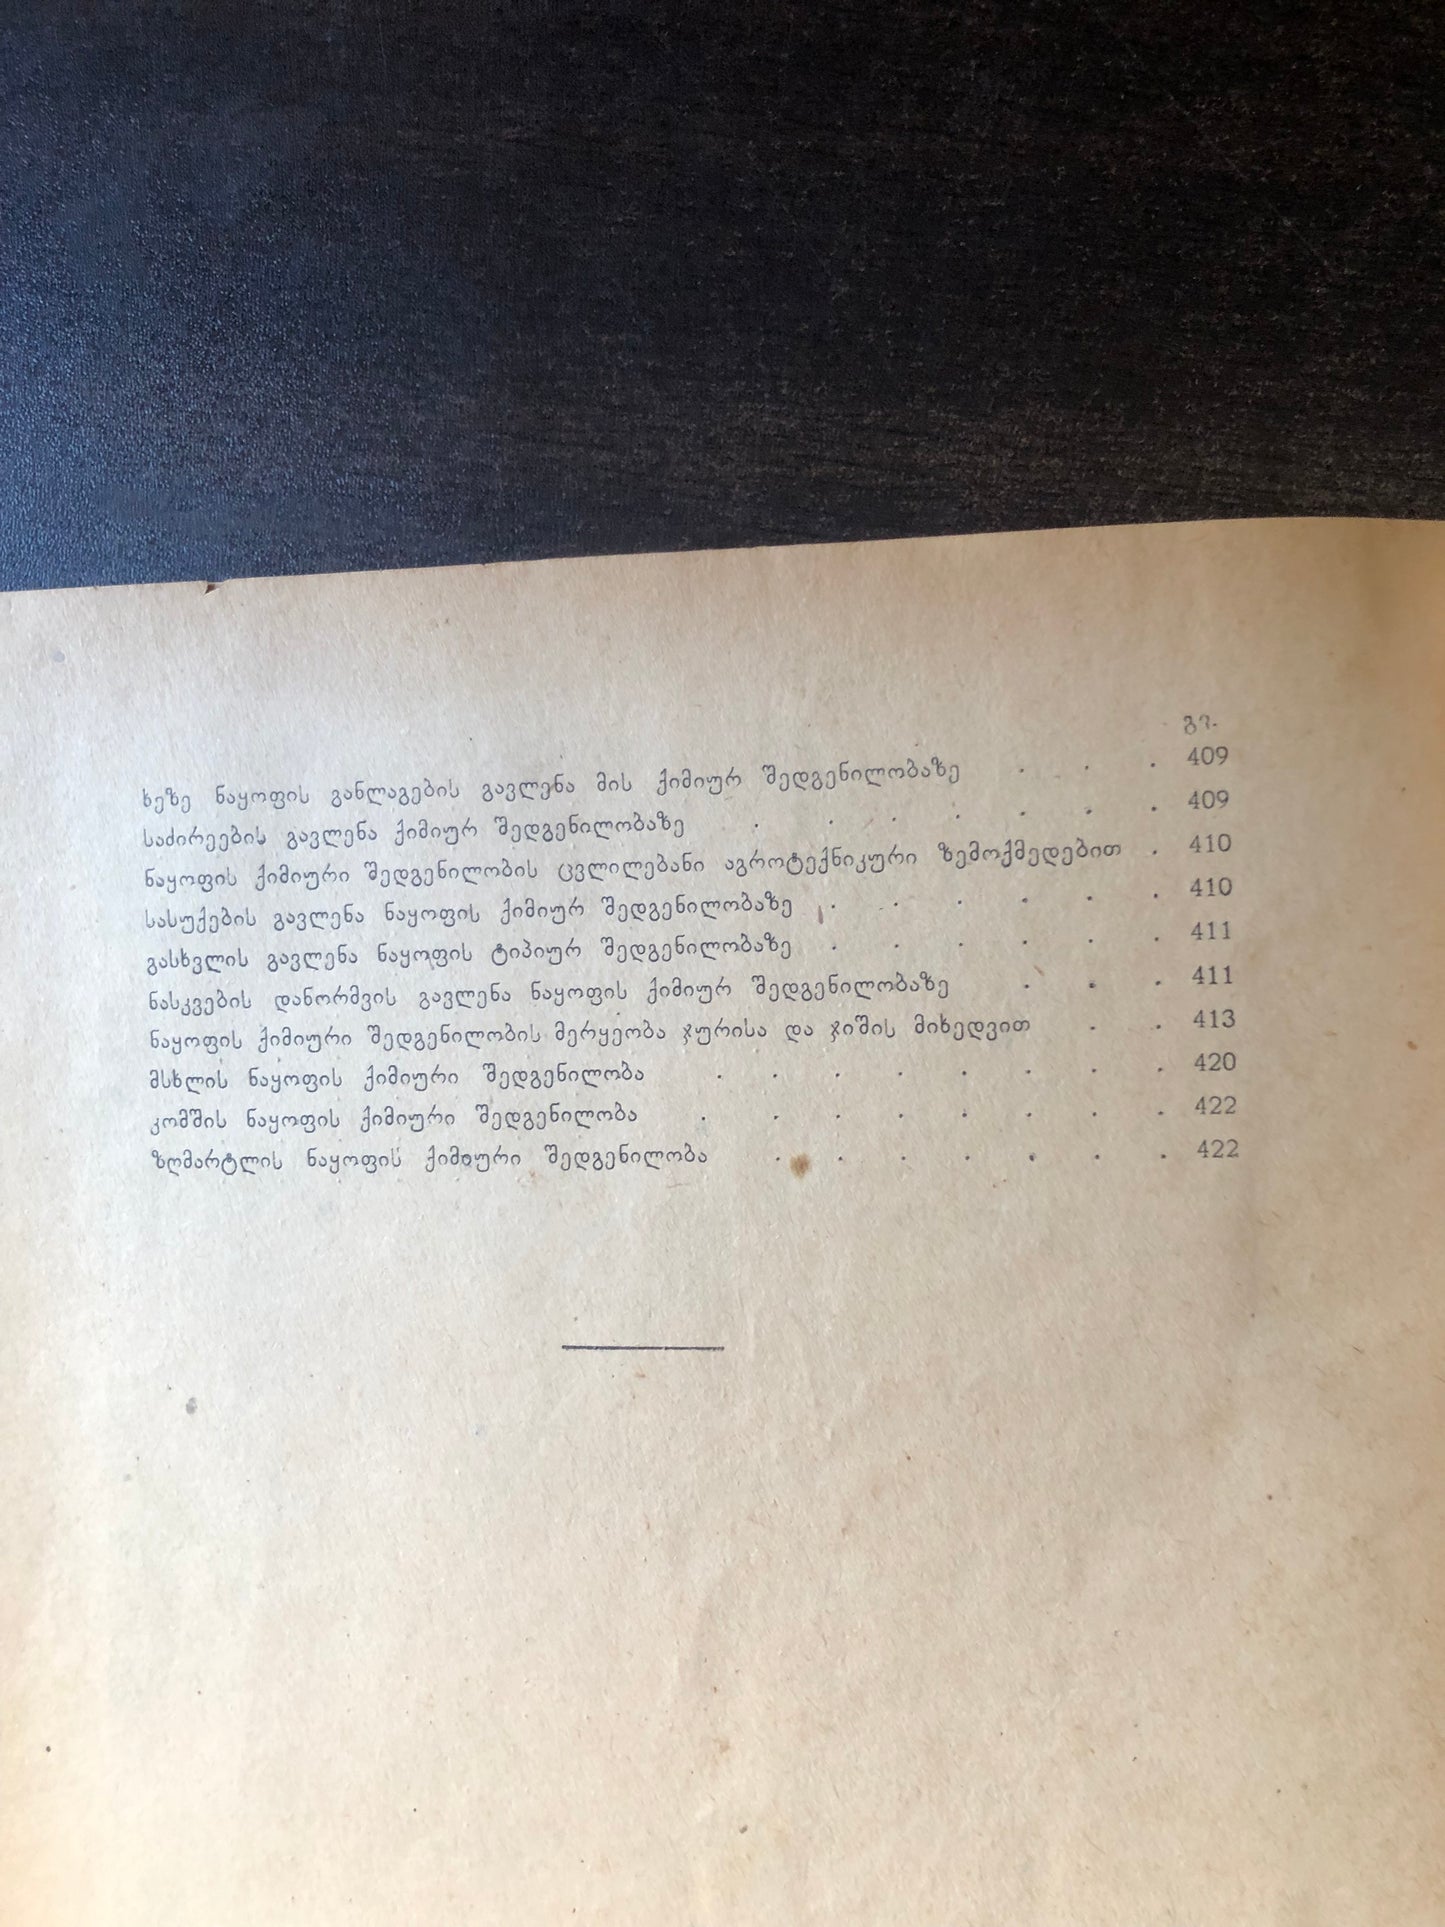 გვ.
ხეზე ნაყოფის განლაგების გავლენა მის ქიმიურ შედგენილობაზე . . . 409
საძირეების გავლენა ქიმიურ შედგენილობაზე . . . . . . . 409
ნაყოფის ქიმიური შედგენილობის ცვლილებანი აგროტექნიკური ზემოქმედებით . 410
სასუქების გავლენა ნაყოფის ქიმიურ შედგენილობაზე . . . . . . 410
გასხვლის გავლენა ნაყოფის ტიპიურ შედგენილობაზე . . . . . . 411
ნასკვების დანორმვის გავლენა ნაყოფის ქიმიურ შედგენილობაზე . . . 411
ნაყოფის ქიმიური შედგენილობის მერყეობა ჯურისა და ჯიშის მიხედვით . . 413
მსხლის ნაყოფის ქიმიური შედგენილობა . . . . . . . . 420
კომშის ნაყოფის ქიმიური შედგენილობა . . . . . . . . 422
ზღმარტლის ნაყოფის ქიმიური შედგენილობა . . . . . . . 422